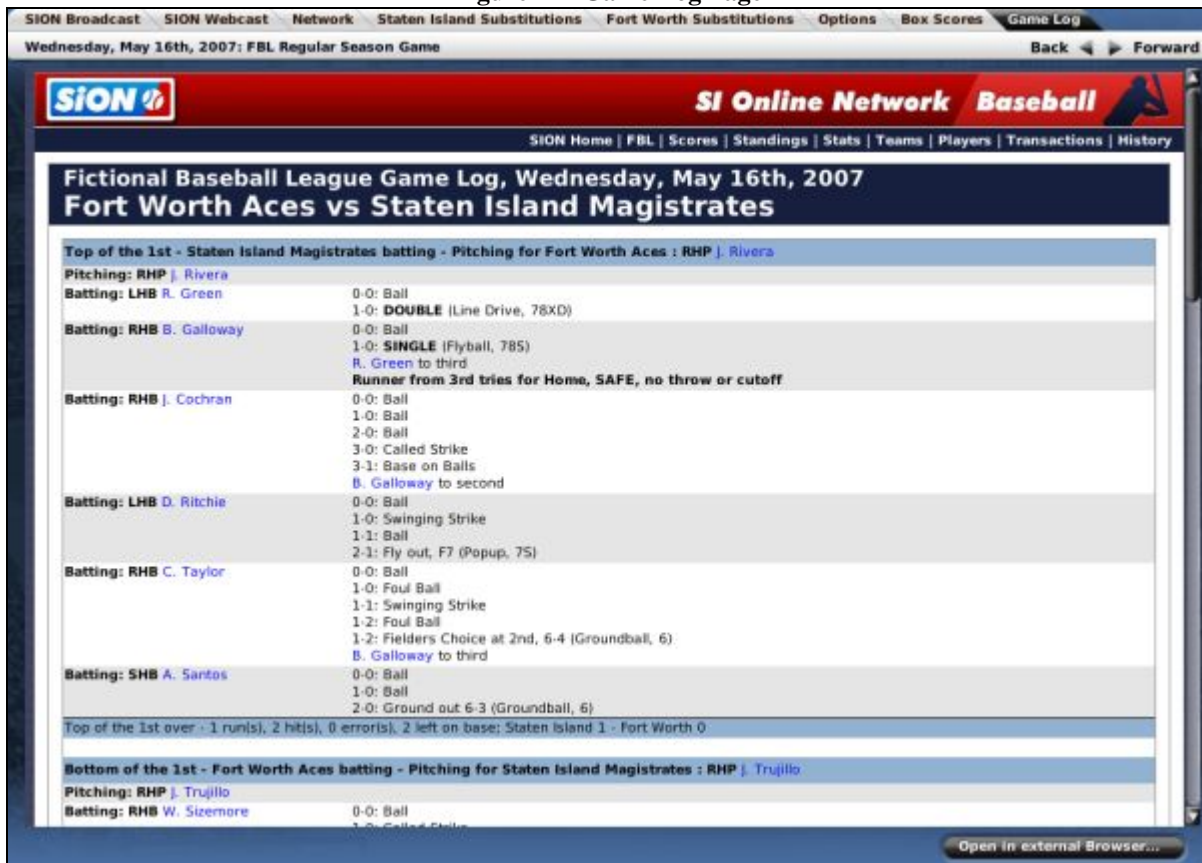 SION Broadcast SION Webcast Network Staten Island Substitutions Fort Worth Substitutions Options Box Scores Game Log
Wednesday, May 16th, 2007: FBL Regular Season Game Back Forward
SiON SI Online Network Baseball
SION Home | FBL | Scores | Standings | Stats | Teams | Players | Transactions | History
Fictional Baseball League Game Log, Wednesday, May 16th, 2007
Fort Worth Aces vs Staten Island Magistrates
Top of the 1st - Staten Island Magistrates batting - Pitching for Fort Worth Aces : RHP J. Rivera
Pitching: RHP J. Rivera
Batting: LHB R. Green 0-0: Ball
1-0: DOUBLE (Line Drive, 78XD)
Batting: RHB B. Galloway 0-0: Ball
1-0: SINGLE (Flyball, 78S)
R. Green to third
Runner from 3rd tries for Home, SAFE, no throw or cutoff
Batting: RHB J. Cochran 0-0: Ball
1-0: Ball
2-0: Ball
3-0: Called Strike
3-1: Base on Balls
B. Galloway to second
Batting: LHB D. Ritchie 0-0: Ball
1-0: Swinging Strike
1-1: Ball
2-1: Fly out, F7 (Popup, 7S)
Batting: RHB C. Taylor 0-0: Ball
1-0: Foul Ball
1-1: Swinging Strike
1-2: Foul Ball
1-2: Fielders Choice at 2nd, 6-4 (Groundball, 6)
B. Galloway to third
Batting: SHB A. Santos 0-0: Ball
1-0: Ball
2-0: Ground out 6-3 (Groundball, 6)
Top of the 1st over - 1 run(s), 2 hit(s), 0 error(s), 2 left on base; Staten Island 1 - Fort Worth 0
Bottom of the 1st - Fort Worth Aces batting - Pitching for Staten Island Magistrates : RHP J. Trujillo
Pitching: RHP J. Trujillo
Batting: RHB W. Sizemore 0-0: Ball
1-0: Called Strike
Open in external Browser...